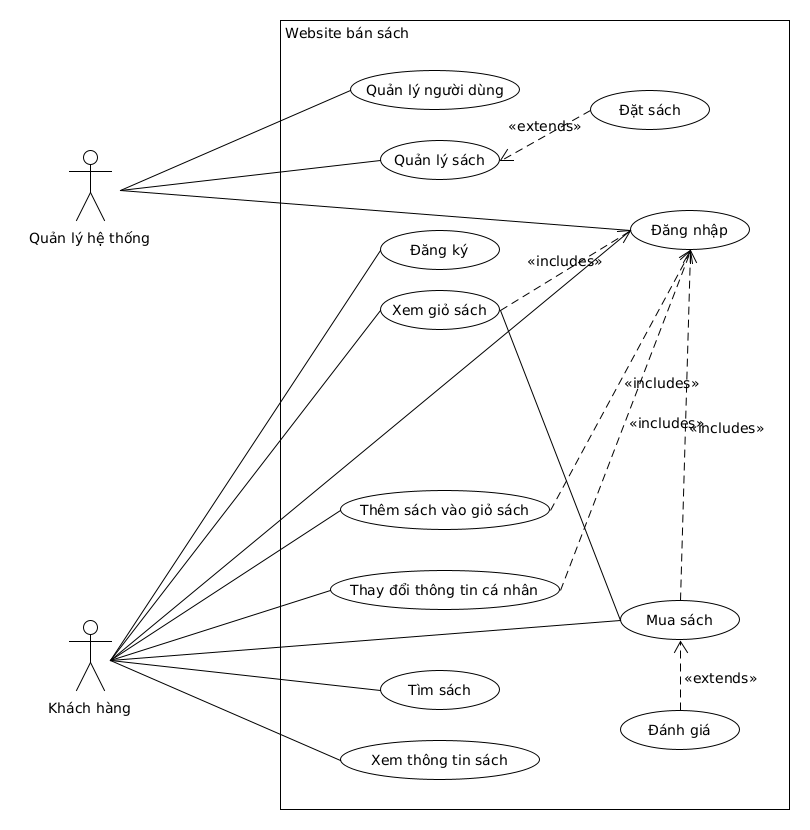 Website bán sách
Quản lý người dùng
Đặt sách
«extends»
Quản lý sách
Quản lý hệ thống
Đăng nhập
Đăng ký
«includes»
Xem giỏ sách
«includes»
«includes»
«includes»
Thêm sách vào giỏ sách
Thay đổi thông tin cá nhân
Mua sách
«extends»
Tìm sách
Khách hàng
Đánh giá
Xem thông tin sách